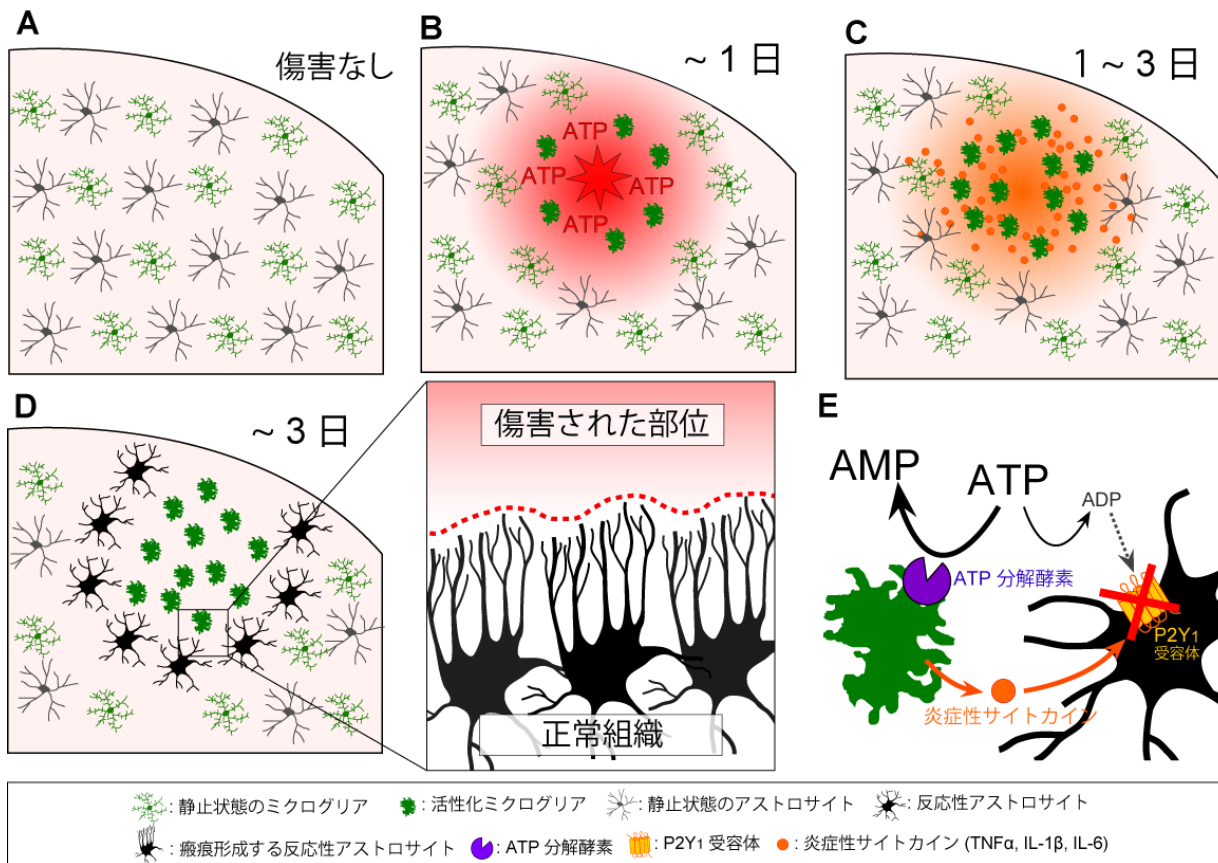 A
傷害なし
B
~ 1 日
ATP
ATP
ATP
ATP
C
1 ~ 3 日
D
~ 3 日
傷害された部位
正常組織
E
AMP
ATP
ADP
ATP 分解酵素
P2Y1
受容体
炎症性サイトカイン
: 静止状態のミクログリア
: 活性化ミクログリア
: 静止状態のアストロサイト
: 反応性アストロサイト
: 瘢痕形成する反応性アストロサイト
: ATP 分解酵素
: P2Y1 受容体
: 炎症性サイトカイン (TNFα, IL-1β, IL-6)